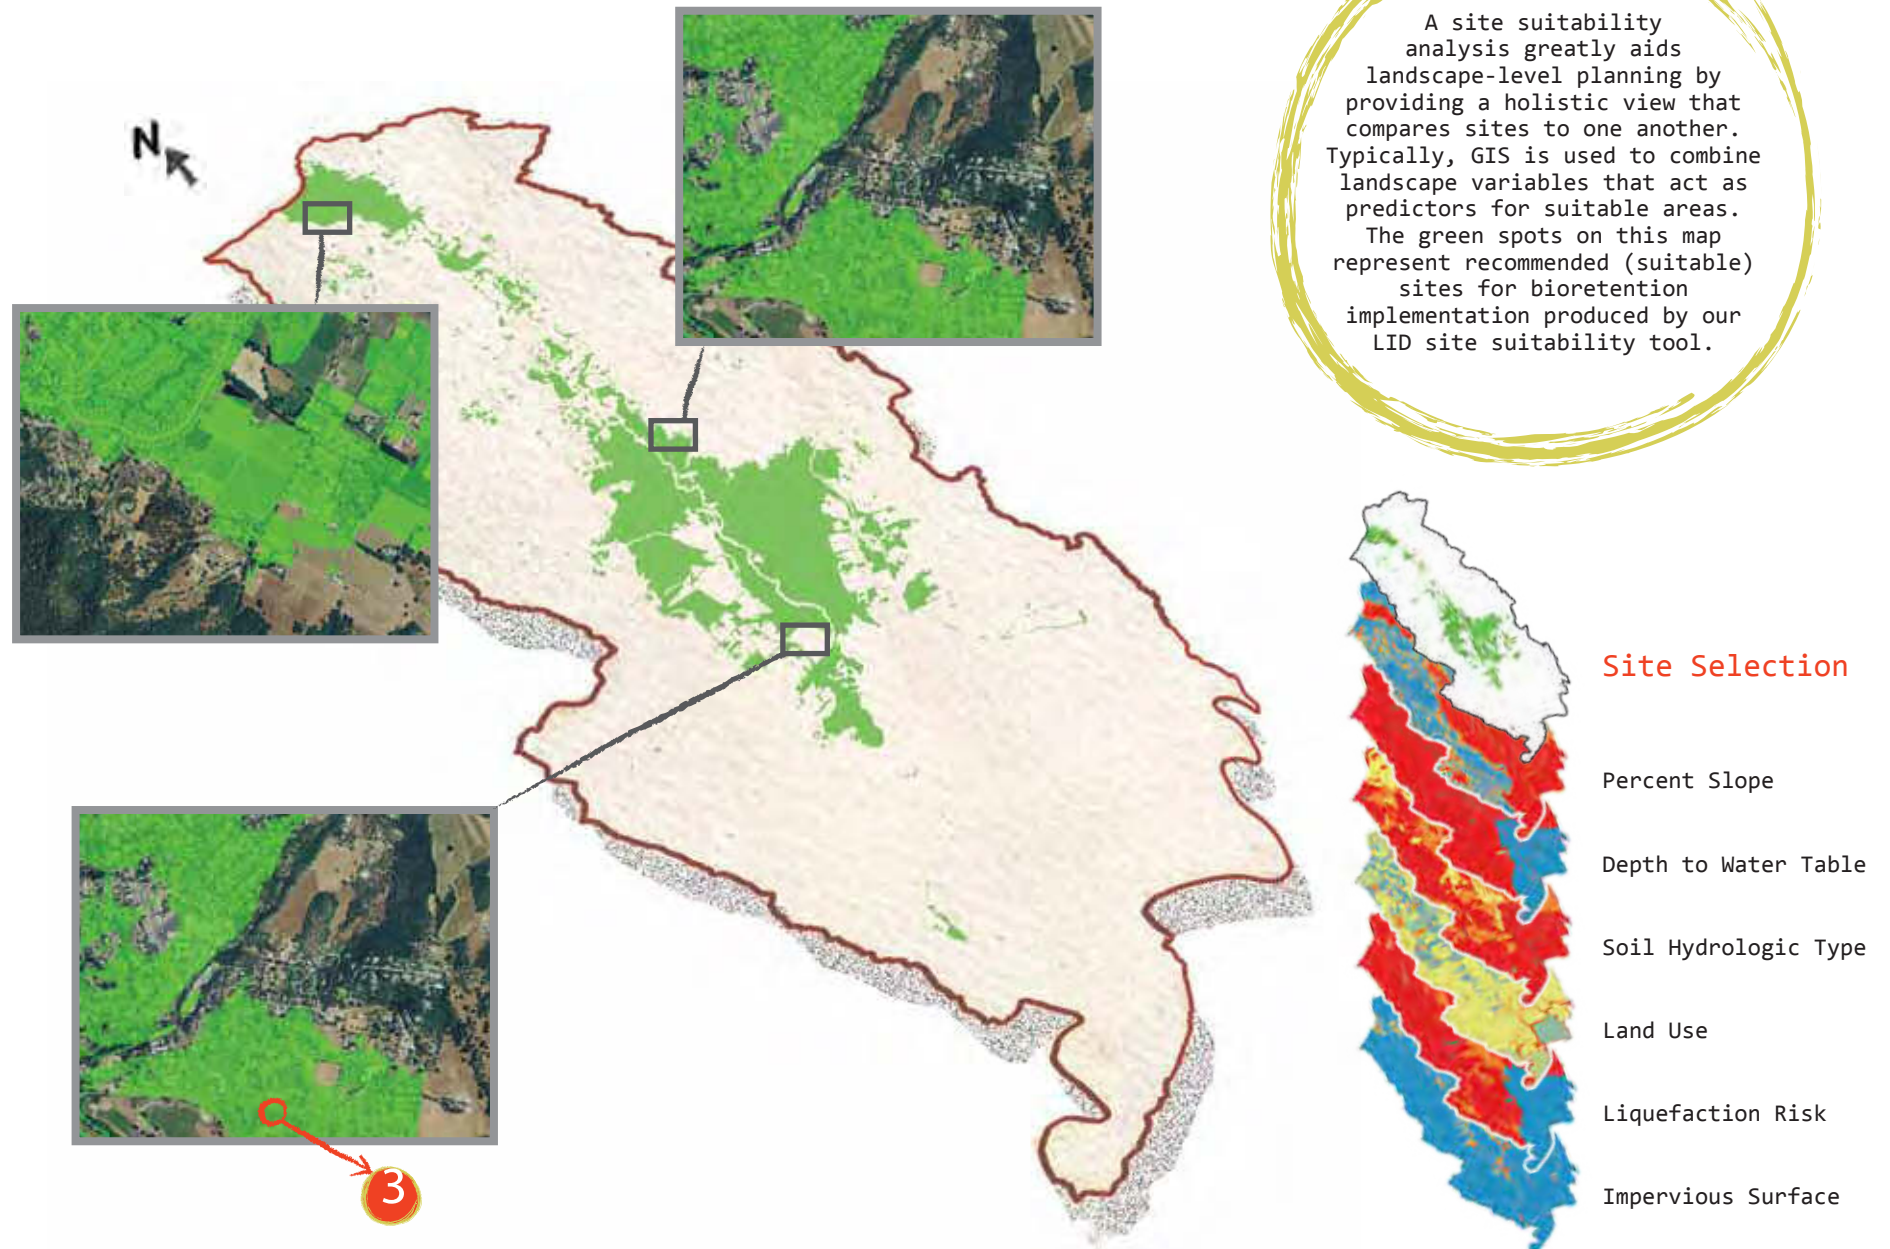 N
A site suitability
analysis greatly aids
landscape-level planning by
providing a holistic view that
compares sites to one another.
Typically, GIS is used to combine
landscape variables that act as
predictors for suitable areas.
The green spots on this map
represent recommended (suitable)
sites for bioretention
implementation produced by our
LID site suitability tool.
Site Selection
Percent Slope
Depth to Water Table
Soil Hydrologic Type
Land Use
Liquefaction Risk
Impervious Surface
3